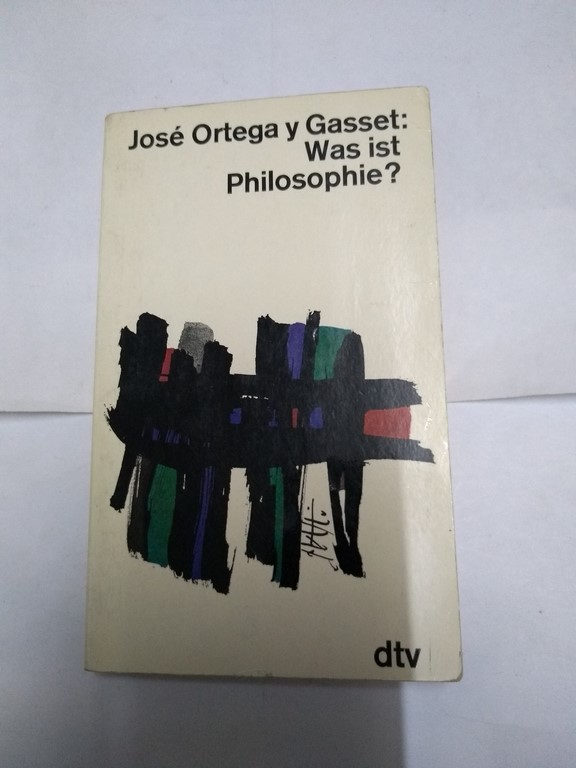 José Ortega y Gasset:
Was ist
Philosophie?
dtv